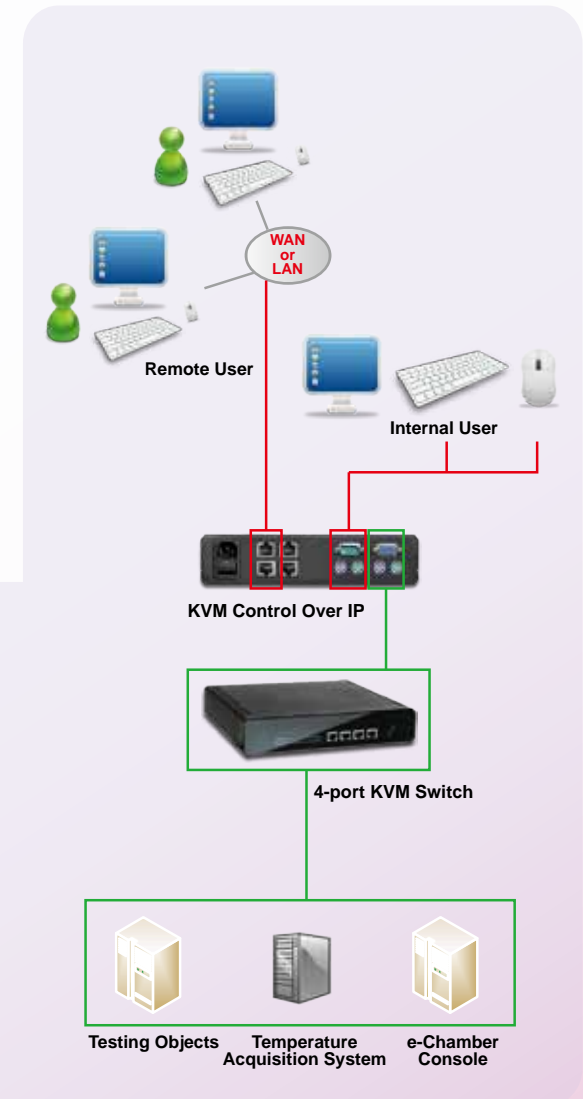 WAN
or
LAN
Remote User
Internal User
KVM Control Over IP
4-port KVM Switch
Testing Objects
Temperature
Acquisition System
e-Chamber
Console